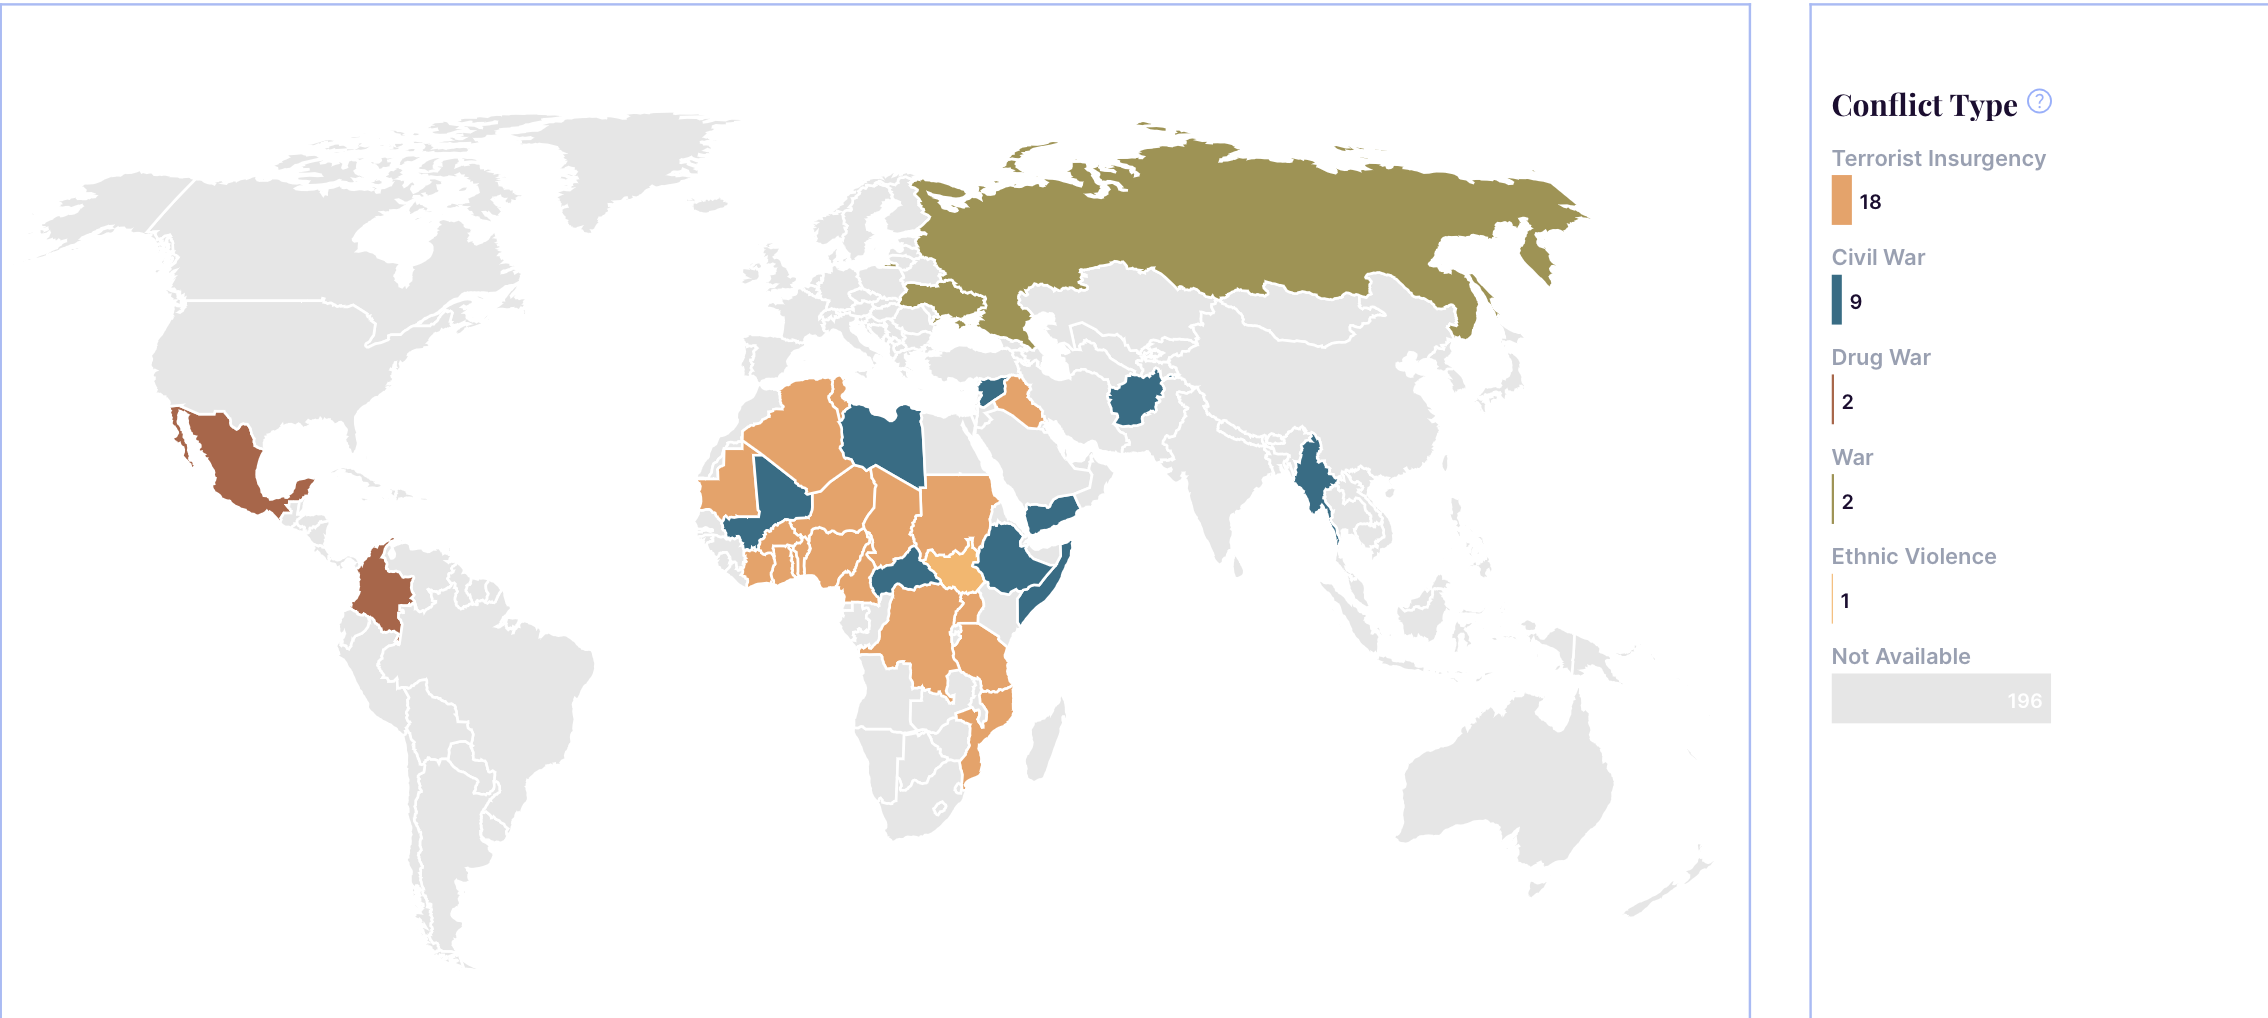 Conflict Type ?
Terrorist Insurgency
18
Civil War
9
Drug War
2
War
2
Ethnic Violence
1
Not Available
196